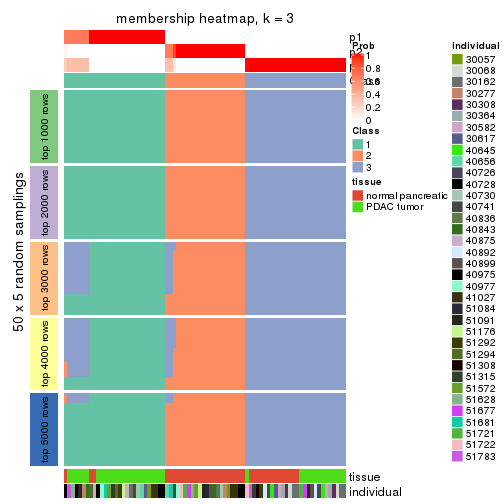 membership heatmap, k = 3
p1
p2
Prob
1
0.8
0.6
0.4
0.2
0
Class
1
2
3
tissue
normal pancreatic
PDAC tumor
individual
30057
30068
30162
30277
30308
30364
30582
30617
40645
40656
40726
40728
40730
40741
40836
40843
40875
40892
40899
40975
40977
41027
51084
51091
51176
51292
51294
51308
51315
51572
51628
51677
51681
51721
51722
51783
50 x 5 random samplings
top 1000 rows
top 2000 rows
top 3000 rows
top 4000 rows
top 5000 rows
tissue
individual